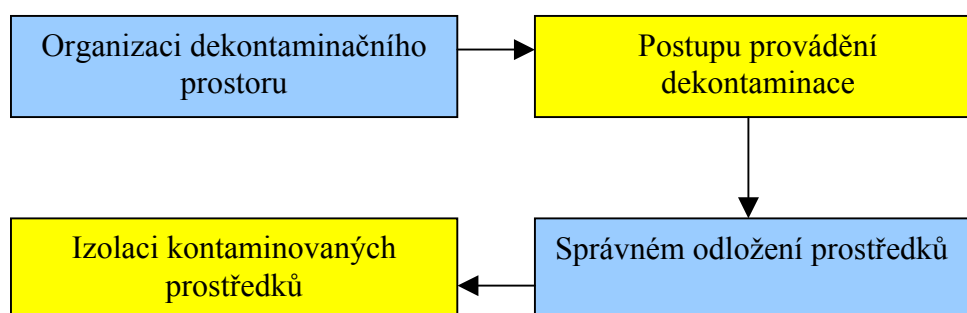 Organizaci dekontaminačního
prostoru
Postupu provádění
dekontaminace
Správném odložení prostředků
Izolaci kontaminovaných
prostředků